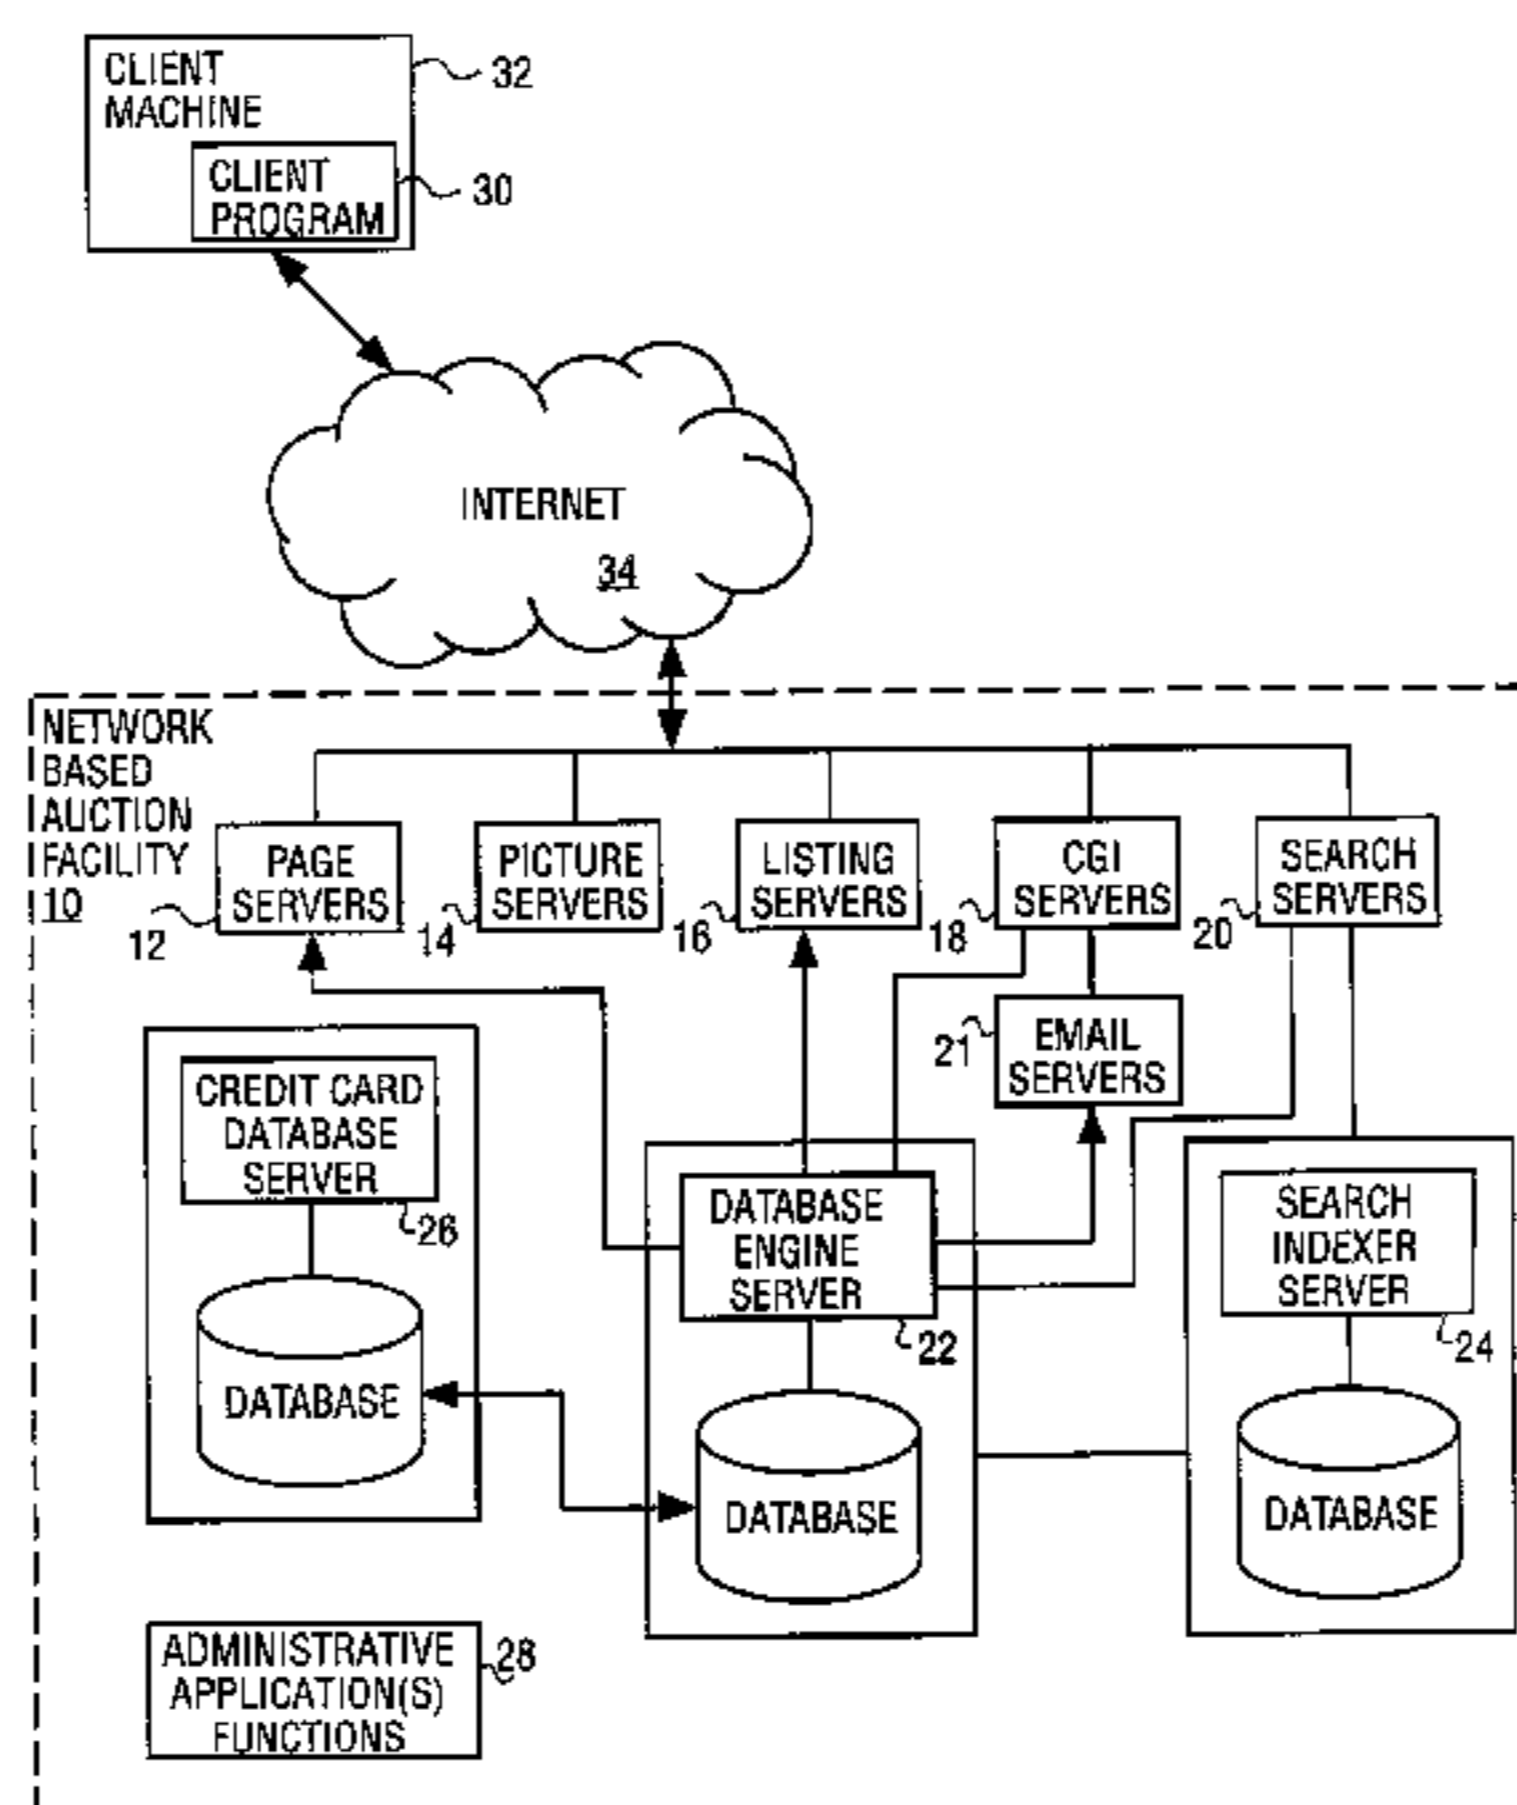 CLIENT
MACHINE
32
CLIENT
PROGRAM
30
INTERNET
34
NETWORK
BASED
AUCTION
FACILITY
10
PAGE
SERVERS
12
PICTURE
SERVERS
14
LISTING
SERVERS
16
CGI
SERVERS
18
SEARCH
SERVERS
20
EMAIL
SERVERS
21
CREDIT CARD
DATABASE
SERVER
26
DATABASE
DATABASE
ENGINE
SERVER
22
DATABASE
SEARCH
INDEXER
SERVER
24
DATABASE
ADMINISTRATIVE
APPLICATION(S)
FUNCTIONS
28